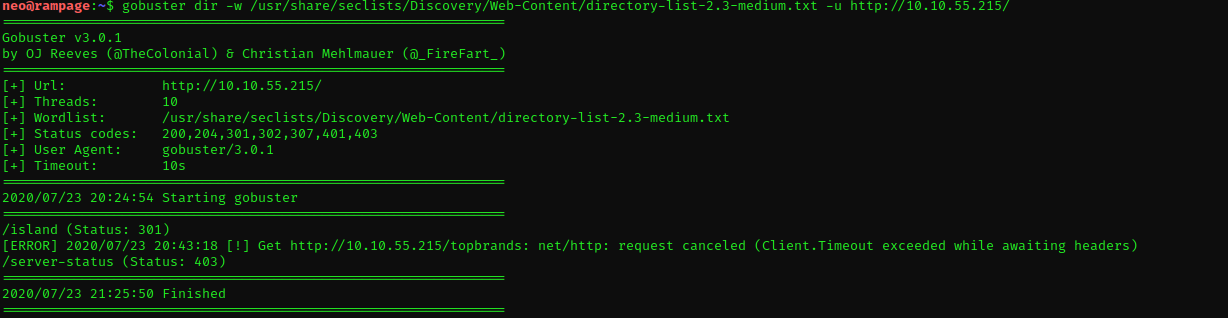 neo@rampage:~$ gobuster dir -w /usr/share/seclists/Discovery/Web-Content/directory-list-2.3-medium.txt -u http://10.10.55.215/
===============================================================
Gobuster v3.0.1
by OJ Reeves (@TheColonial) & Christian Mehlmauer (@_FireFart_)
===============================================================
[+] Url:            http://10.10.55.215/
[+] Threads:        10
[+] Wordlist:       /usr/share/seclists/Discovery/Web-Content/directory-list-2.3-medium.txt
[+] Status codes:   200,204,301,302,307,401,403
[+] User Agent:     gobuster/3.0.1
[+] Timeout:        10s
===============================================================
2020/07/23 20:24:54 Starting gobuster
===============================================================
/island (Status: 301)
[ERROR] 2020/07/23 20:43:18 [!] Get http://10.10.55.215/topbrands: net/http: request canceled (Client.Timeout exceeded while awaiting headers)
/server-status (Status: 403)
===============================================================
2020/07/23 21:25:50 Finished
===============================================================